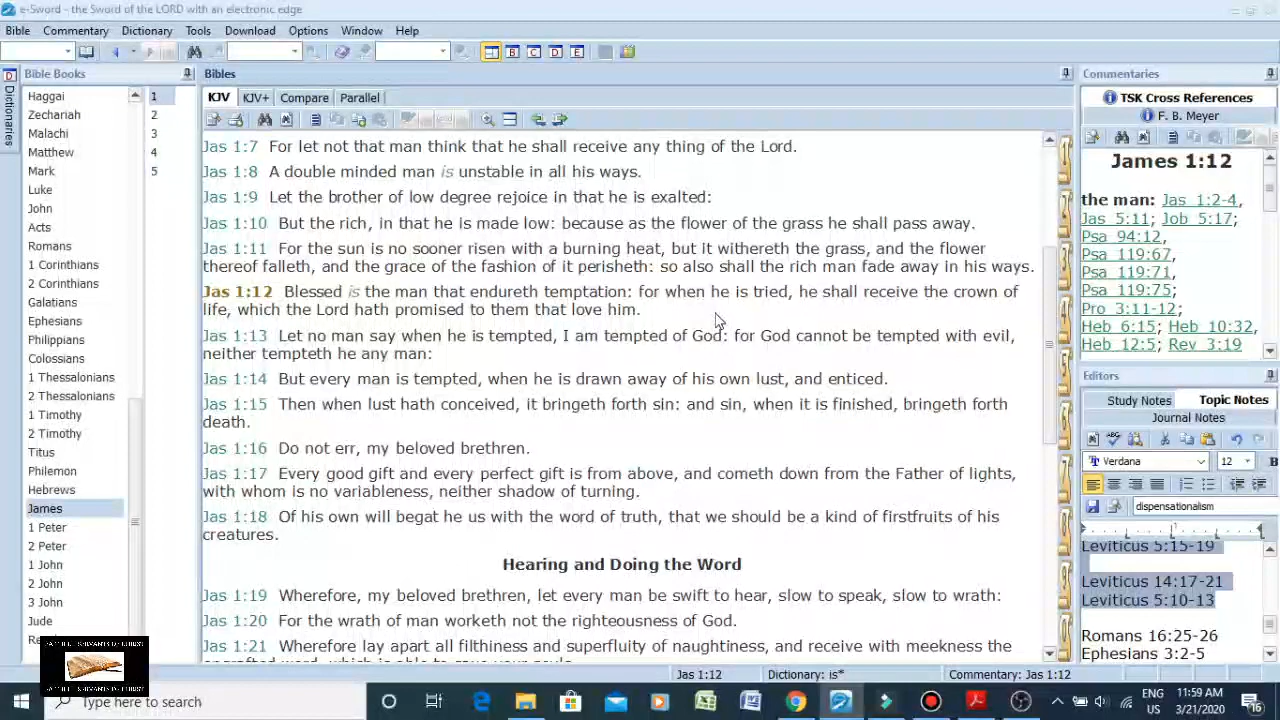 e-Sword - the Sword of the LORD with an electronic edge
Bible Commentary Dictionary Tools Download Options Window Help
B C D E
D Bible Books Bibles Commentaries
Dictionaries
Haggai
Zechariah
Malachi
Matthew
Mark
Luke
John
Acts
Romans
1 Corinthians
2 Corinthians
Galatians
Ephesians
Philippians
Colossians
1 Thessalonians
2 Thessalonians
1 Timothy
2 Timothy
Titus
Philemon
Hebrews
James
1 Peter
2 Peter
1 John
2 John
3 John
Jude
1
2
3
4
5
KJV KJV+ Compare Parallel
Jas 1:7 For let not that man think that he shall receive any thing of the Lord.
Jas 1:8 A double minded man is unstable in all his ways.
Jas 1:9 Let the brother of low degree rejoice in that he is exalted:
Jas 1:10 But the rich, in that he is made low: because as the flower of the grass he shall pass away.
Jas 1:11 For the sun is no sooner risen with a burning heat, but it withereth the grass, and the flower
thereof falleth, and the grace of the fashion of it perisheth: so also shall the rich man fade away in his ways.
Jas 1:12 Blessed is the man that endureth temptation: for when he is tried, he shall receive the crown of
life, which the Lord hath promised to them that love him.
Jas 1:13 Let no man say when he is tempted, I am tempted of God: for God cannot be tempted with evil,
neither tempteth he any man:
Jas 1:14 But every man is tempted, when he is drawn away of his own lust, and enticed.
Jas 1:15 Then when lust hath conceived, it bringeth forth sin: and sin, when it is finished, bringeth forth
death.
Jas 1:16 Do not err, my beloved brethren.
Jas 1:17 Every good gift and every perfect gift is from above, and cometh down from the Father of lights,
with whom is no variableness, neither shadow of turning.
Jas 1:18 Of his own will begat he us with the word of truth, that we should be a kind of firstfruits of his
creatures.
Hearing and Doing the Word
Jas 1:19 Wherefore, my beloved brethren, let every man be swift to hear, slow to speak, slow to wrath:
Jas 1:20 For the wrath of man worketh not the righteousness of God.
Jas 1:21 Wherefore lay apart all filthiness and superfluity of naughtiness, and receive with meekness the
TSK Cross References
F. B. Meyer
James 1:12
the man: Jas 1:2-4,
Jas 5:11; Job 5:17;
Psa 94:12,
Psa 119:67,
Psa 119:71,
Psa 119:75;
Pro 3:11-12;
Heb 6:15; Heb 10:32,
Heb 12:5; Rev 3:19
Editors
Study Notes Topic Notes
Journal Notes
Verdana 12 B
dispensationalism
Leviticus 5:15-19
Leviticus 14:17-21
Leviticus 5:10-13
Romans 16:25-26
Ephesians 3:2-5
Jas 1:12 Dictionary: is* Commentary: Jas 1:12
Type here to search
ENG
US
11:59 AM
3/21/2020
16